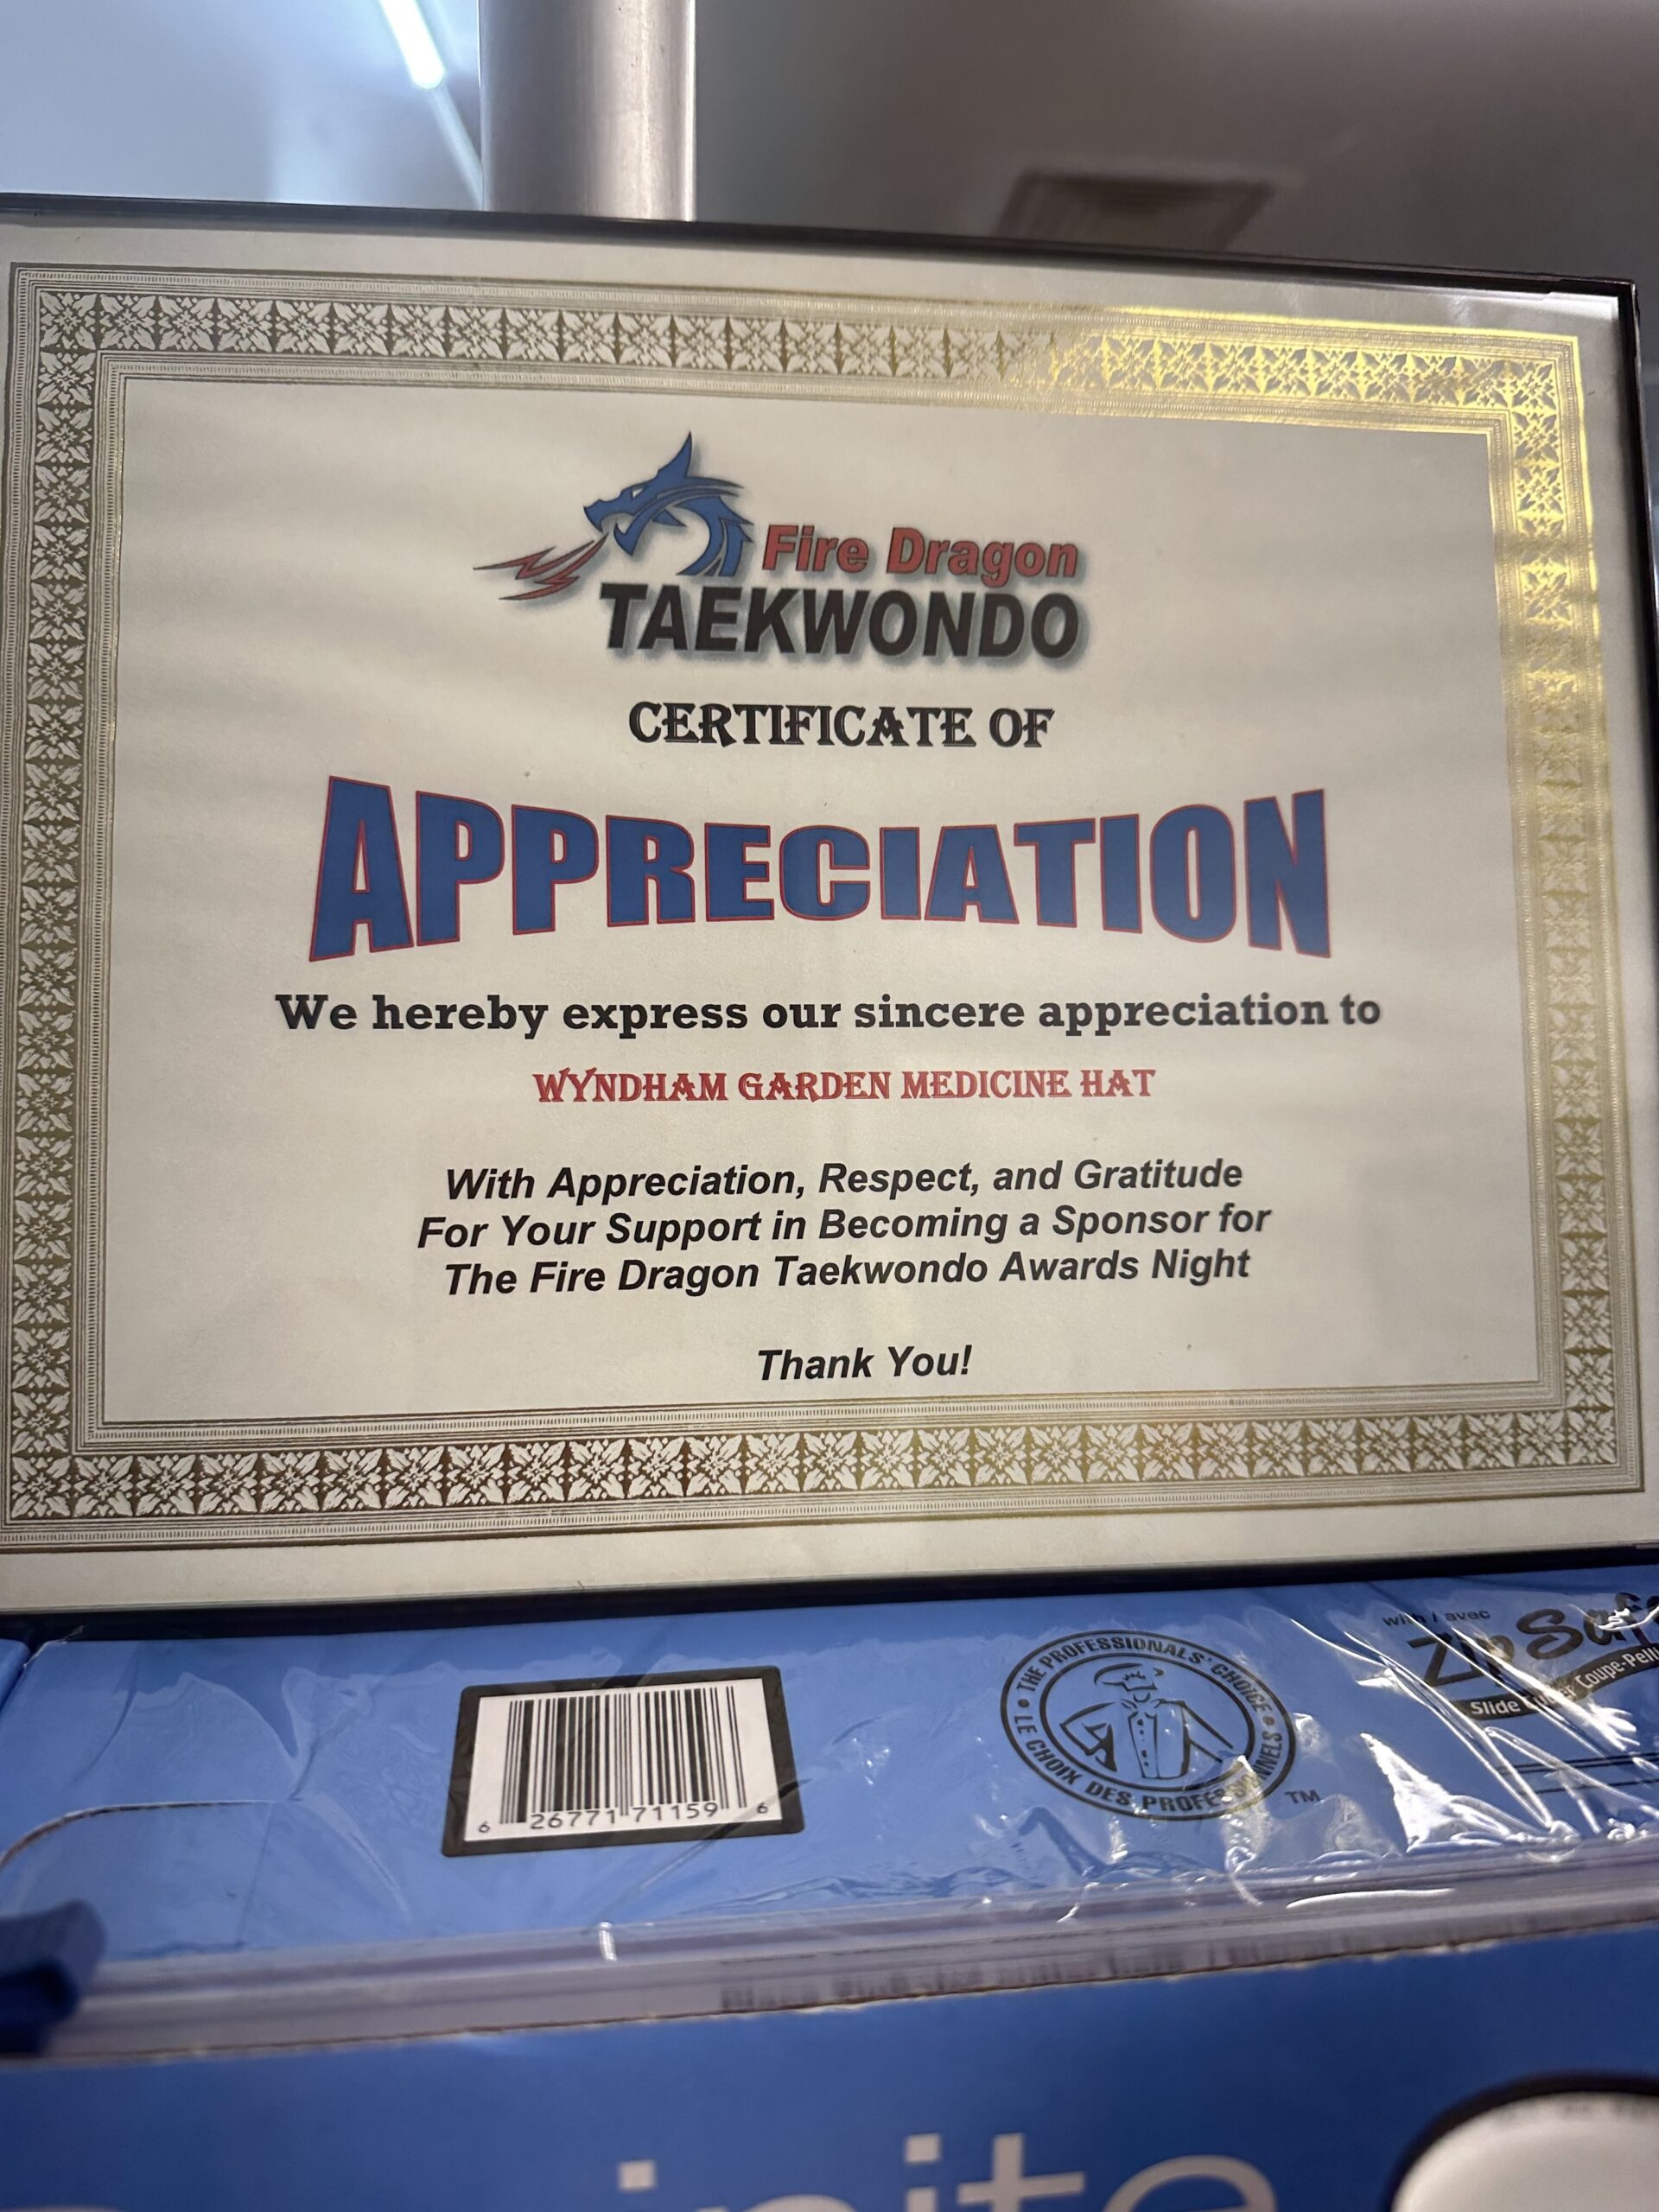 Fire Dragon
TAEKWONDO
CERTIFICATE OF
APPRECIATION
We hereby express our sincere appreciation to
WYNDHAM GARDEN MEDICINE HAT
With Appreciation, Respect, and Gratitude
For Your Support in Becoming a Sponsor for
The Fire Dragon Taekwondo Awards Night
Thank You!
with / avec
Zip Safe
Slide
THE PROFESSIONALS' CHOICE
LE CHOIX DES PROFESSIONNELS
TM
6 26771 71159 6